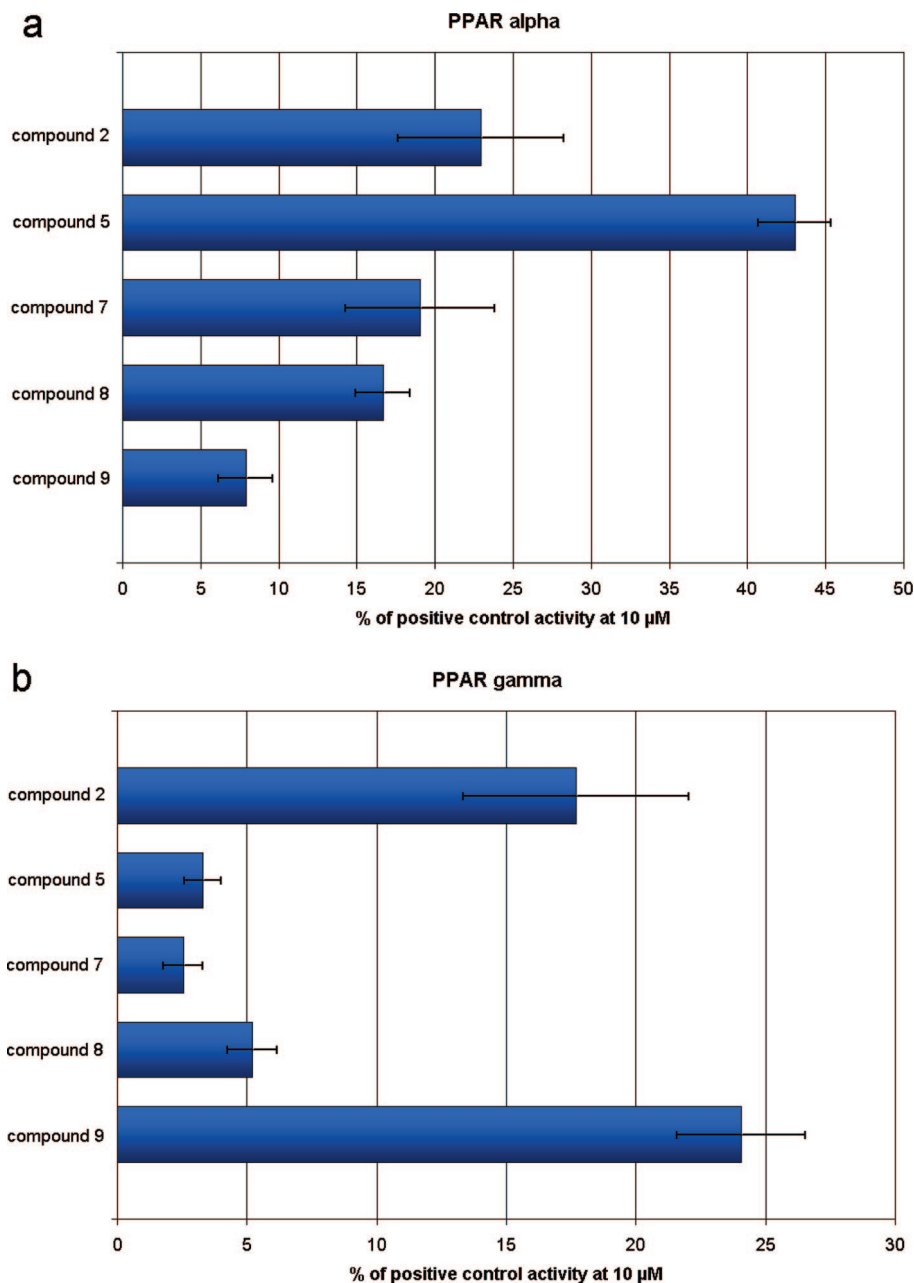 a
PPAR alpha
compound 2
compound 5
compound 7
compound 8
compound 9
0 5 10 15 20 25 30 35 40 45 50
% of positive control activity at 10 µM
b
PPAR gamma
compound 2
compound 5
compound 7
compound 8
compound 9
0 5 10 15 20 25 30
% of positive control activity at 10 µM